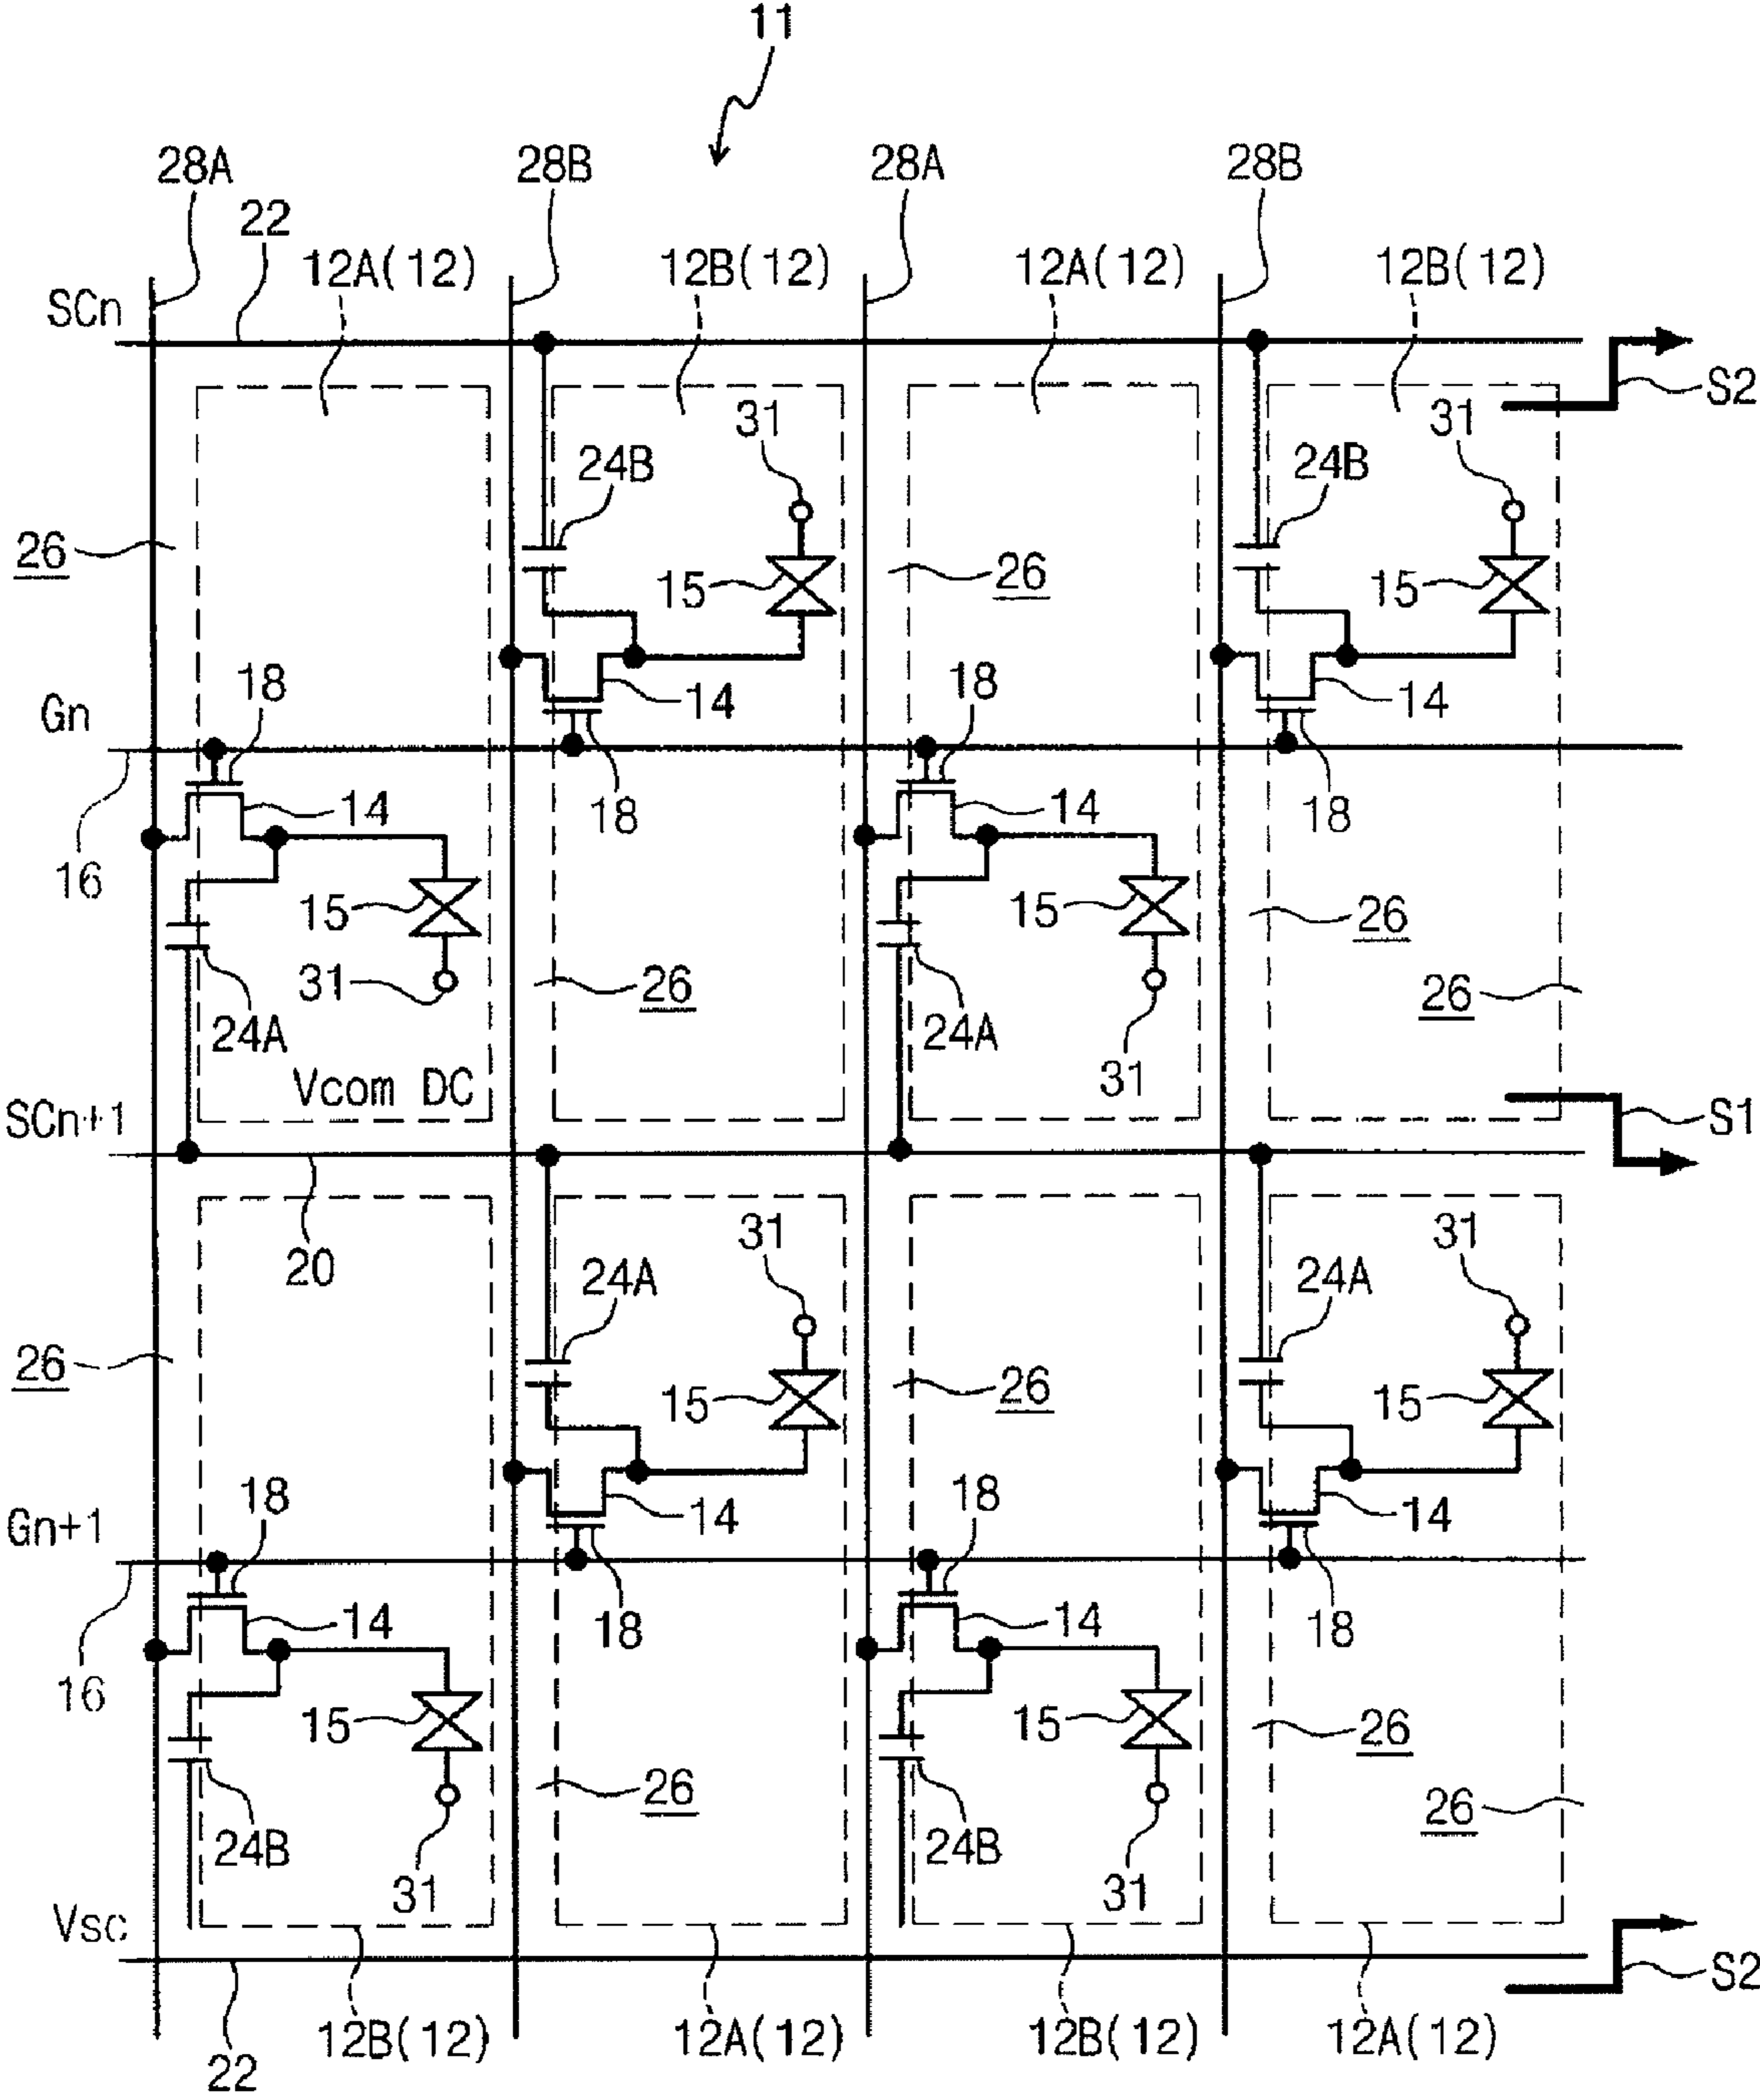 11
28A 28B 28A 28B
22
12A(12) 12B(12) 12A(12) 12B(12)
SCn
S2
31 31
24B 24B
26 15 26 15
18 14 18 14
Gn
14 18 14 18
16 15 15 26
31 26 26
24A 24A
31
Vcom DC
SCn+1 S1
20 31 31
24A 24A
26 15 26 15
18 14 18 14
Gn+1
14 18 14 18
16 15 15 26
26 26
24B 24B
31 31
Vsc
S2
12B(12) 12A(12) 12B(12) 12A(12)
22